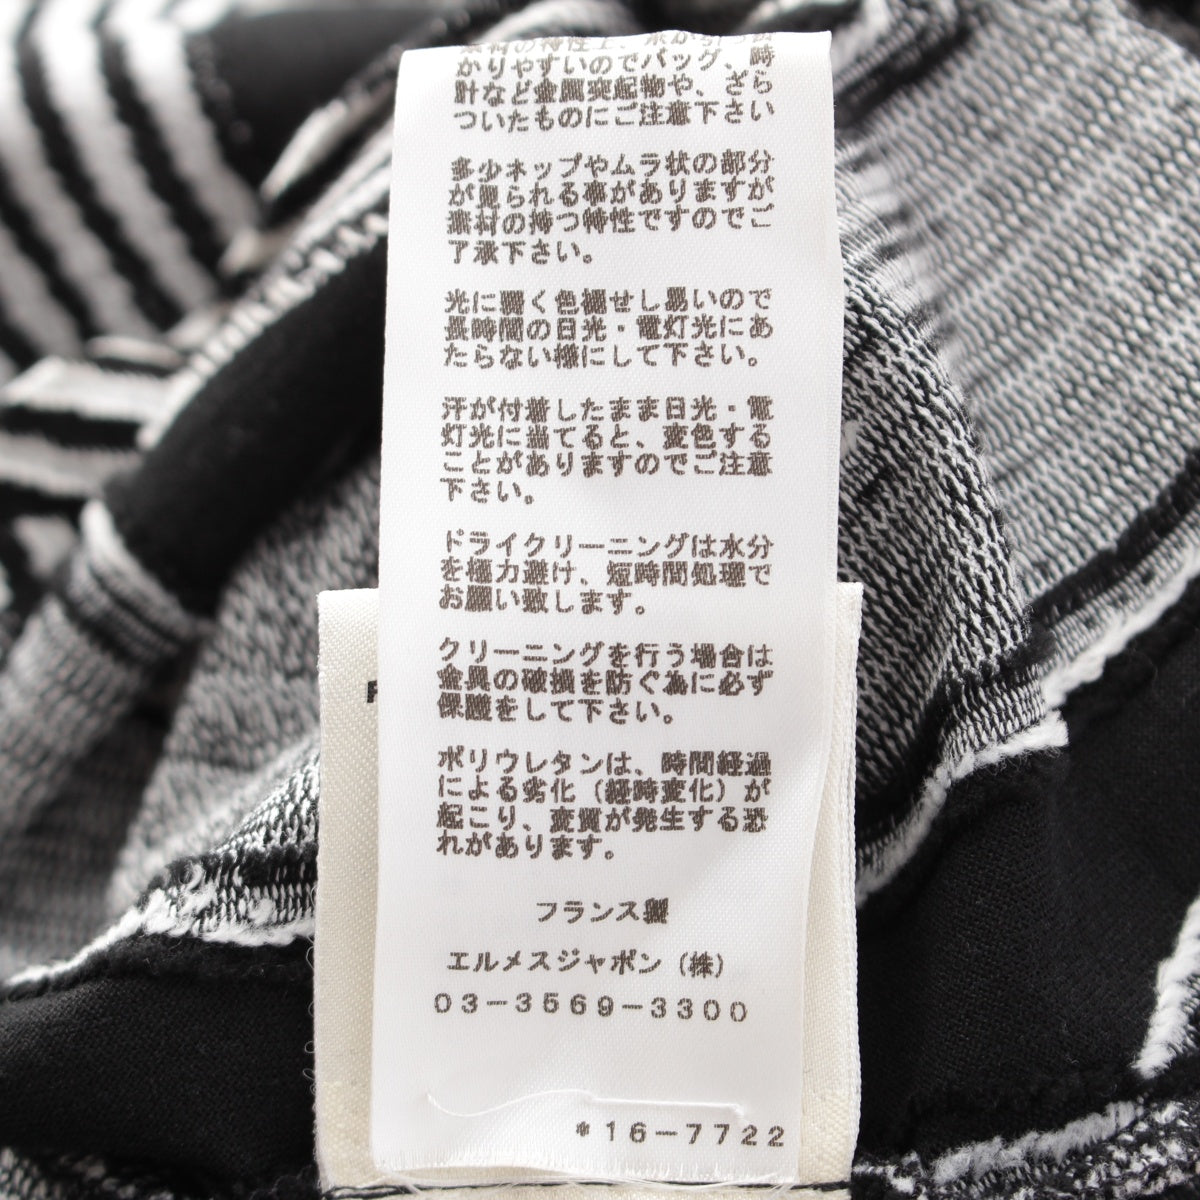 素材の特性上、糸が引っ掛
かりやすいのでバッグ、時
計など金属突起物や、ざら
ついたものにご注意下さい
多少ネップやムラ状の部分
が見られる事がありますが
素材の持つ特性ですのでご
了承下さい。
光に弱く色褪せし易いので
長時間の日光・電灯光にあ
たらない様にして下さい。
汗が付着したまま日光・電
灯光に当てると、変色する
ことがありますのでご注意
下さい。
ドライクリーニングは水分
を極力避け、短時間処理で
お願い致します。
クリーニングを行う場合は
金具の破損を防ぐ為に必ず
保護をして下さい。
ポリウレタンは、時間経過
による劣化（経時変化）が
起こり、変質が発生する恐
れがあります。
フランス製
エルメスジャポン（株）
03-3569-3300
*16-7722